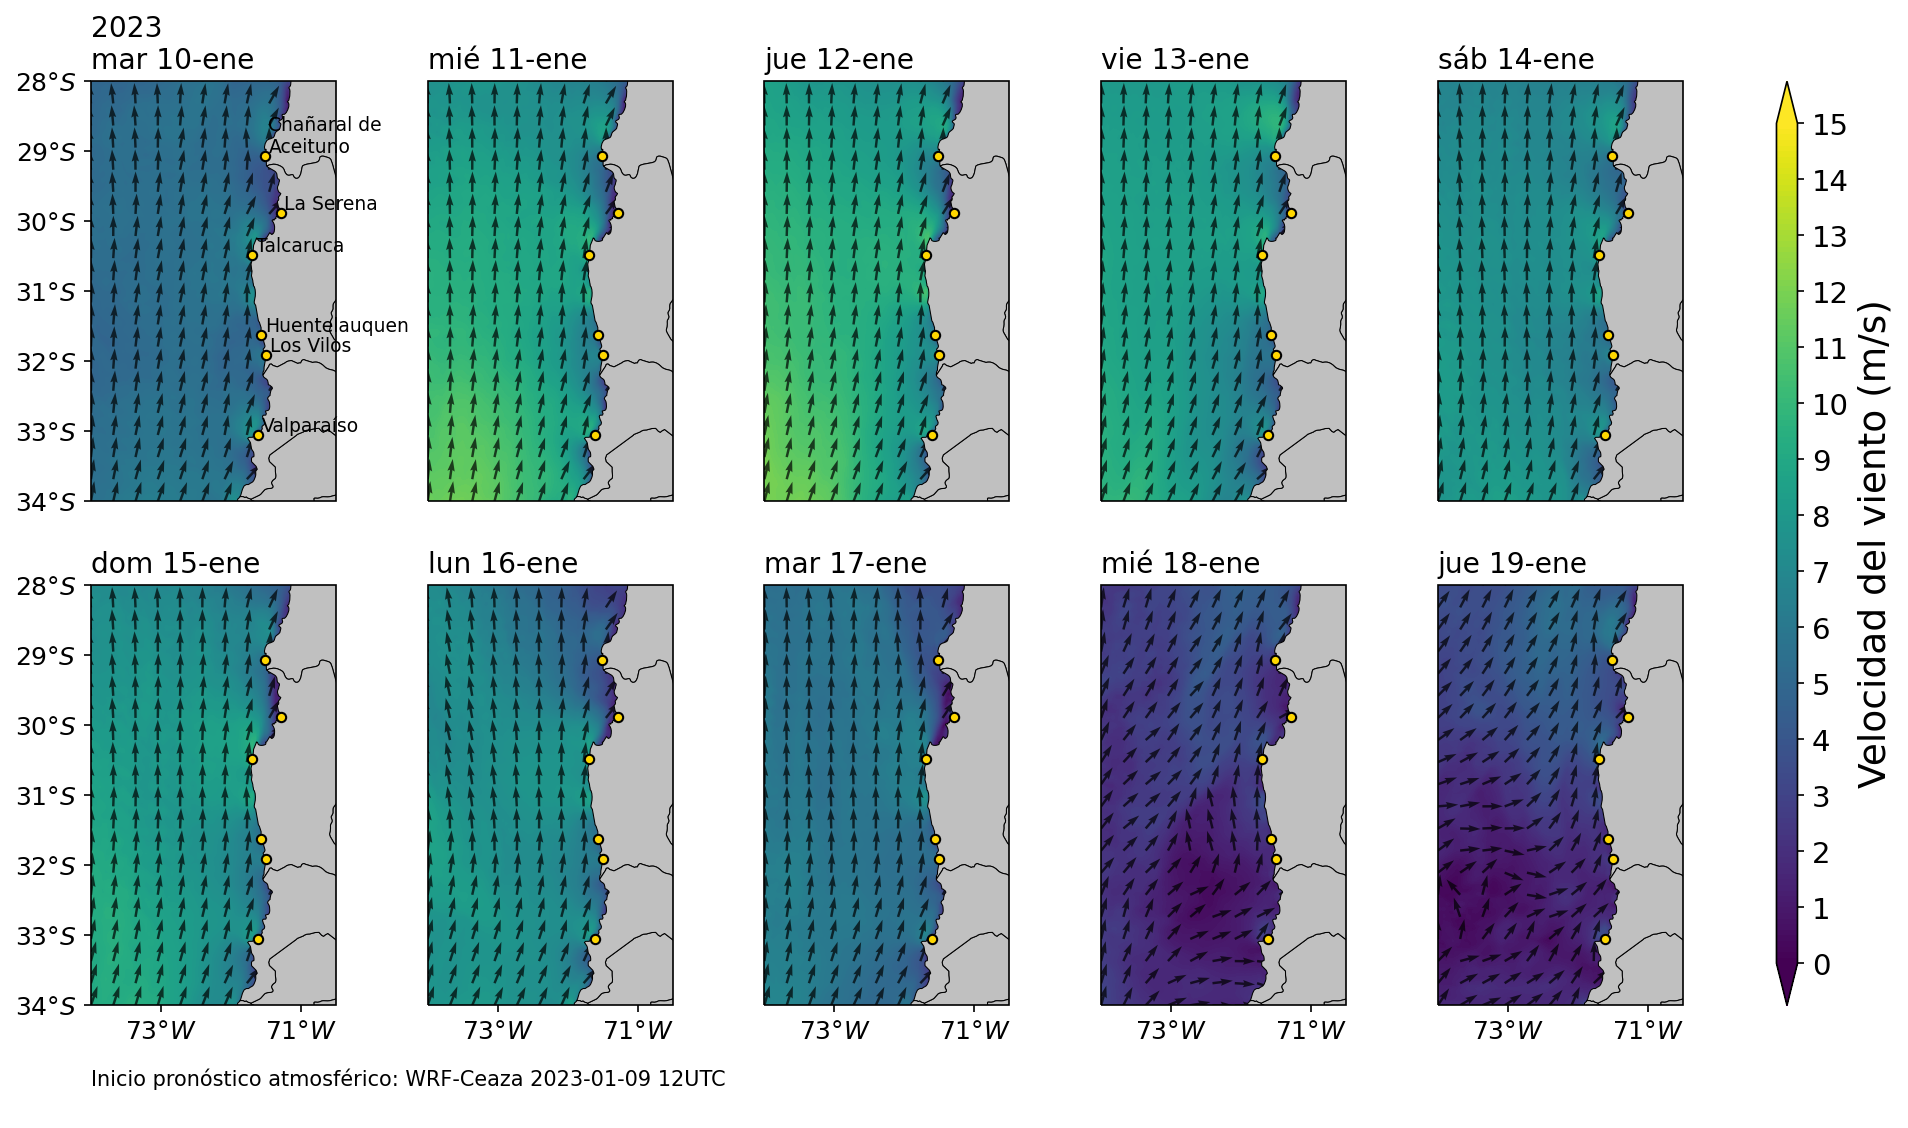 2023
mar 10-ene
mié 11-ene
jue 12-ene
vie 13-ene
sáb 14-ene
28°S
29°S
30°S
31°S
32°S
33°S
34°S
Chañaral de
Aceituno
La Serena
Talcaruca
Huentelauquen
Los Vilos
Valparaíso
dom 15-ene
lun 16-ene
mar 17-ene
mié 18-ene
jue 19-ene
28°S
29°S
30°S
31°S
32°S
33°S
34°S
73°W 71°W
73°W 71°W
73°W 71°W
73°W 71°W
73°W 71°W
15
14
13
12
11
10
9
8
7
6
5
4
3
2
1
0
Velocidad del viento (m/s)
Inicio pronóstico atmosférico: WRF-Ceaza 2023-01-09 12UTC